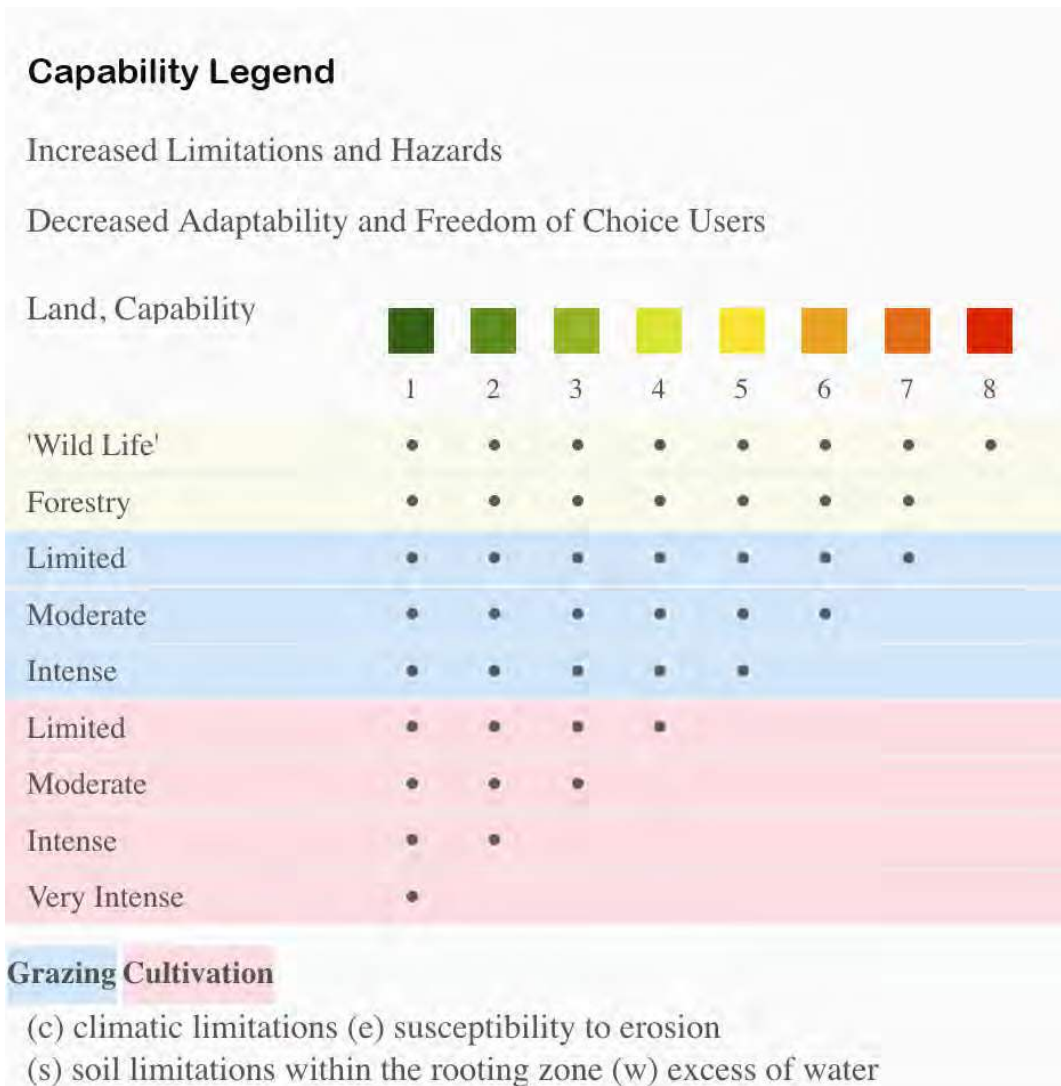 Capability Legend
Increased Limitations and Hazards
Decreased Adaptability and Freedom of Choice Users
Land, Capability
1 2 3 4 5 6 7 8
'Wild Life'
Forestry
Limited
Moderate
Intense
Limited
Moderate
Intense
Very Intense
Grazing Cultivation
(c) climatic limitations (e) susceptibility to erosion
(s) soil limitations within the rooting zone (w) excess of water